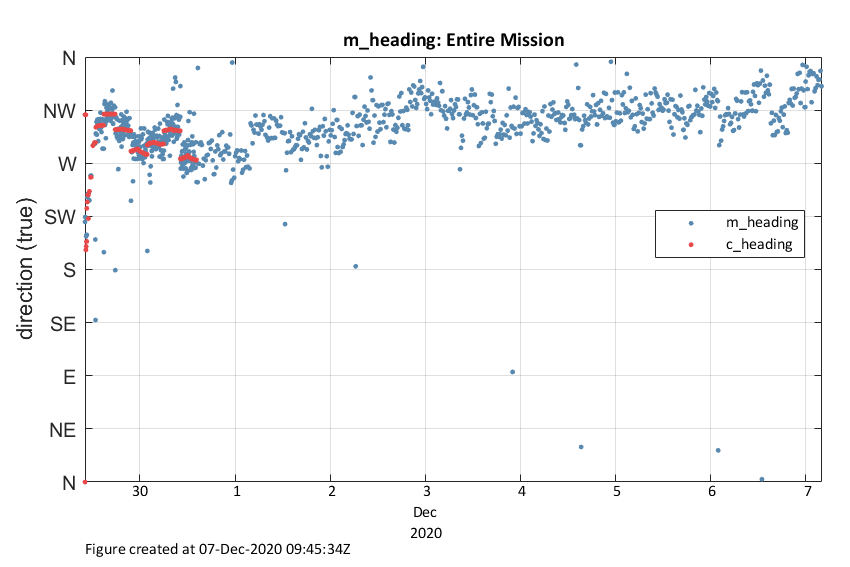 m_heading: Entire Mission
N
NW
W
SW
S
SE
E
NE
N
direction (true)
m_heading
c_heading
30 1 2 3 4 5 6 7
Dec
2020
Figure created at 07-Dec-2020 09:45:34Z